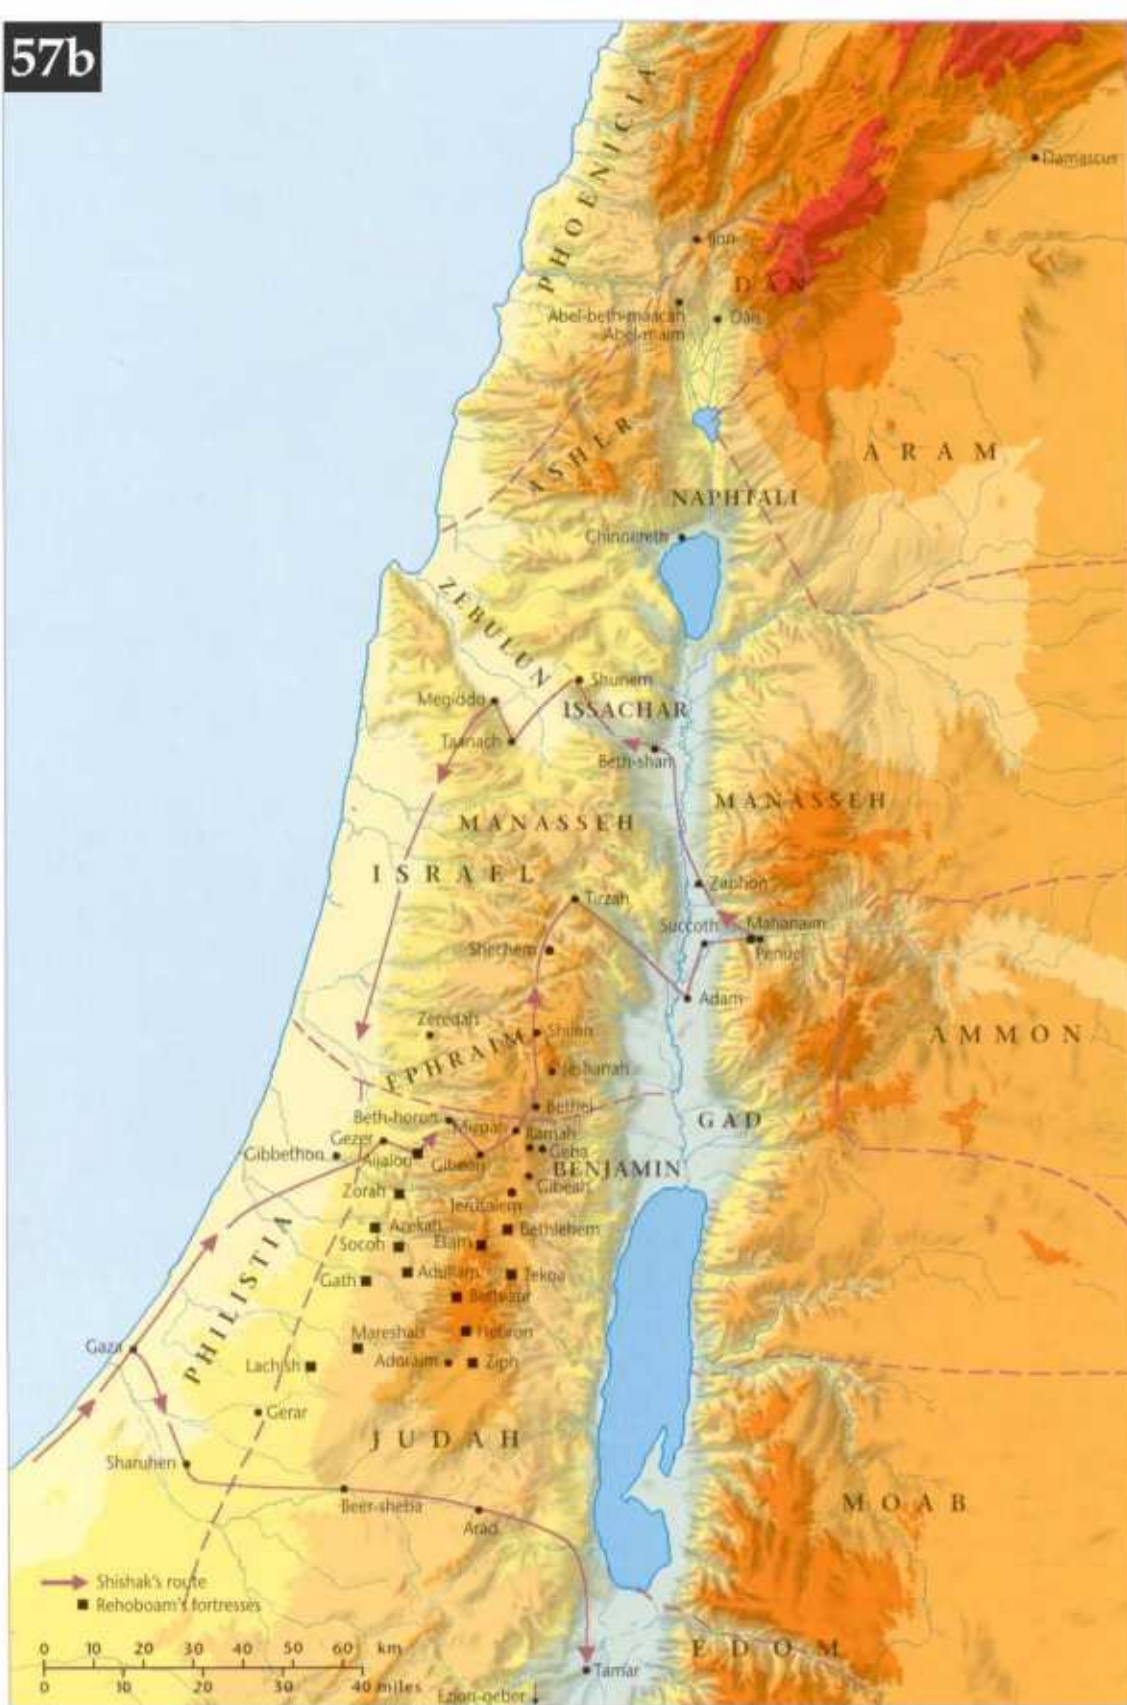 57b
PHOENICIA
Damascus
Ijon
DAN
Abel-beth-maacah
Abel-maim
Dan
ASHER
ARAM
NAPHTALI
Chinnereth
ZEBULUN
Shunem
Megiddo
ISSACHAR
Taanach
Beth-shan
MANASSEH
MANASSEH
ISRAEL
Zaphon
Tirzah
Succoth
Mahanaim
Shechem
Penuel
Adam
Zeredah
Shiloh
EPHRAIM
AMMON
Jeshanah
Bethel
Beth-horon
GAD
Mizpah
Ramah
Gezer
Gibbethon
Aijalon
Gibeon
Geba
BENJAMIN
Zorah
Gibeah
Jerusalem
Azekah
Bethlehem
Socoh
Etam
Adullam
Tekoa
Gath
Beth-zur
PHILISTIA
Mareshah
Hebron
Gaza
Lachish
Adoraim
Ziph
Gerar
JUDAH
Sharuhen
Beer-sheba
Arad
MOAB
Shishak's route
Rehoboam's fortresses
0 10 20 30 40 50 60 km
0 10 20 30 40 miles
EDOM
Tamar
Ezion-geber